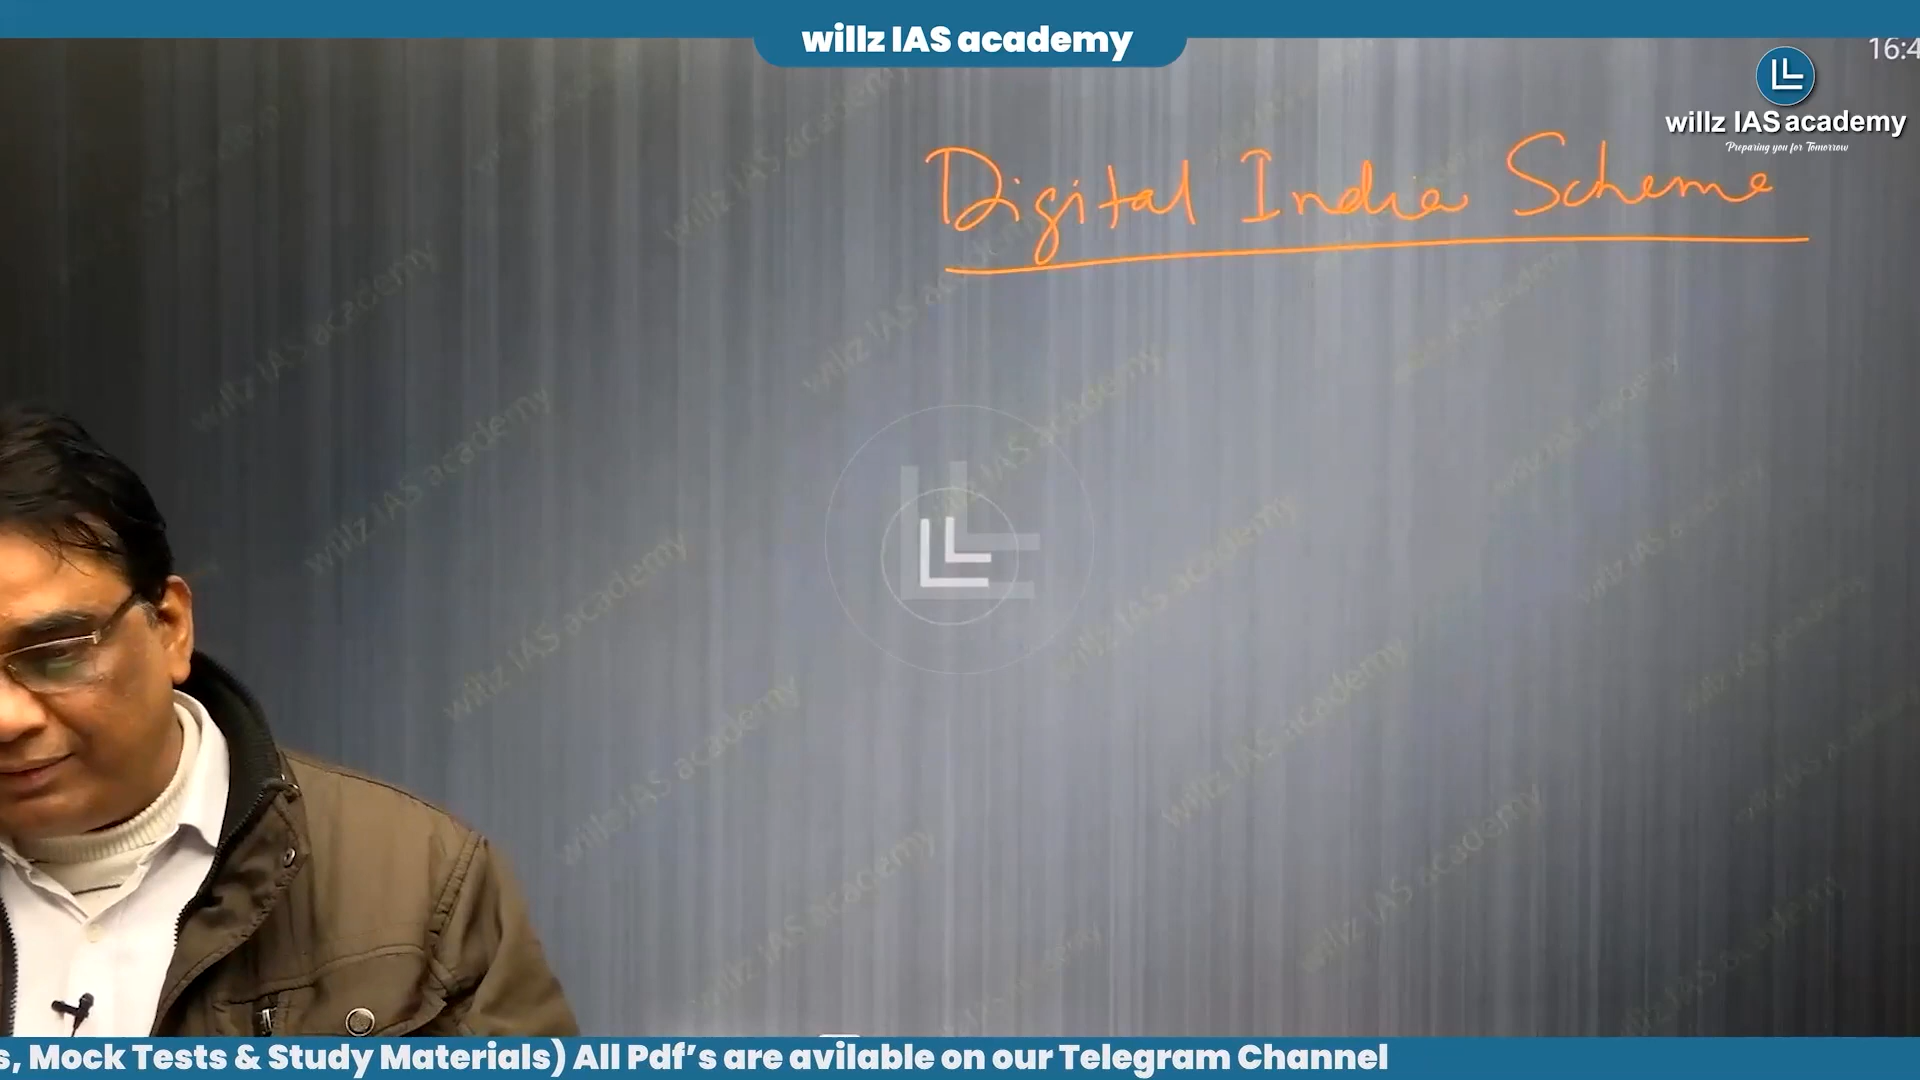 willz IAS academy
16:4
willz IAS academy
Preparing you for Tomorrow
Digital India Scheme
s, Mock Tests & Study Materials) All Pdf's are avilable on our Telegram Channel